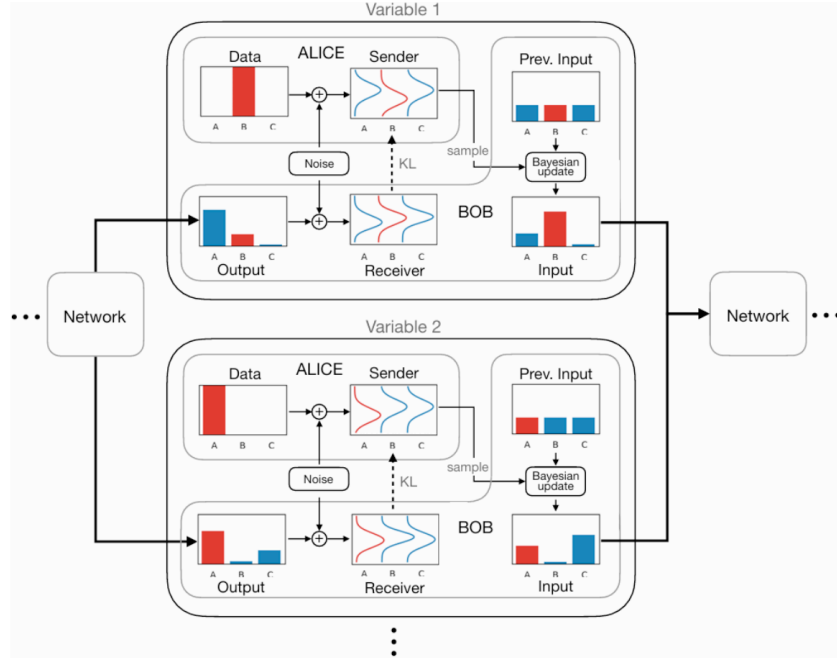 Variable 1
Data
ALICE
Sender
Prev. Input
A B C
A B C
A B C
sample
Noise
KL
Bayesian
update
BOB
A B C
A B C
A B C
Output
Receiver
Input
Network
Network
Variable 2
Data
ALICE
Sender
Prev. Input
A B C
A B C
A B C
sample
Noise
KL
Bayesian
update
BOB
A B C
A B C
A B C
Output
Receiver
Input